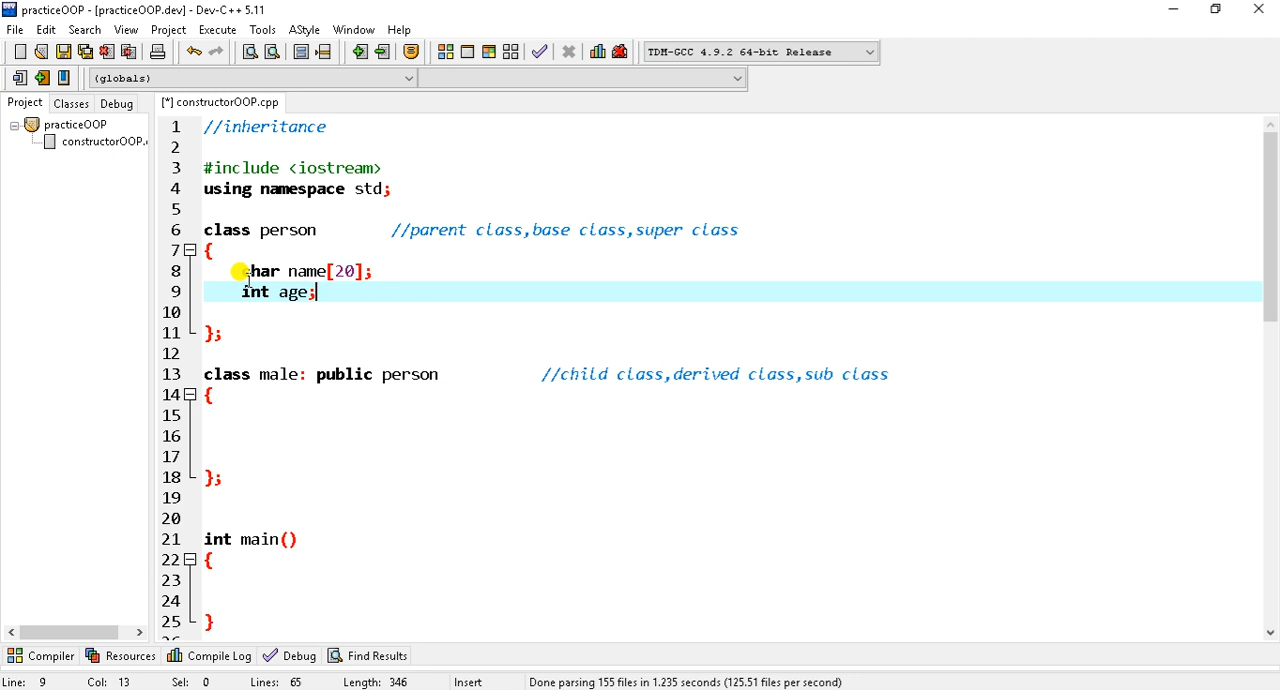 practiceOOP - [practiceOOP.dev] - Dev-C++ 5.11
File Edit Search View Project Execute Tools AStyle Window Help
TDM-GCC 4.9.2 64-bit Release
(globals)
Project Classes Debug [*] constructorOOP.cpp
practiceOOP
constructorOOP.
1 //inheritance
2
3 #include <iostream>
4 using namespace std;
5
6 class person //parent class,base class,super class
7 {
8 char name[20];
9 int age;
10
11 };
12
13 class male: public person //child class,derived class,sub class
14 {
15
16
17
18 };
19
20
21 int main()
22 {
23
24
25 }
Compiler Resources Compile Log Debug Find Results
Line: 9 Col: 13 Sel: 0 Lines: 65 Length: 346 Insert Done parsing 155 files in 1.235 seconds (125.51 files per second)